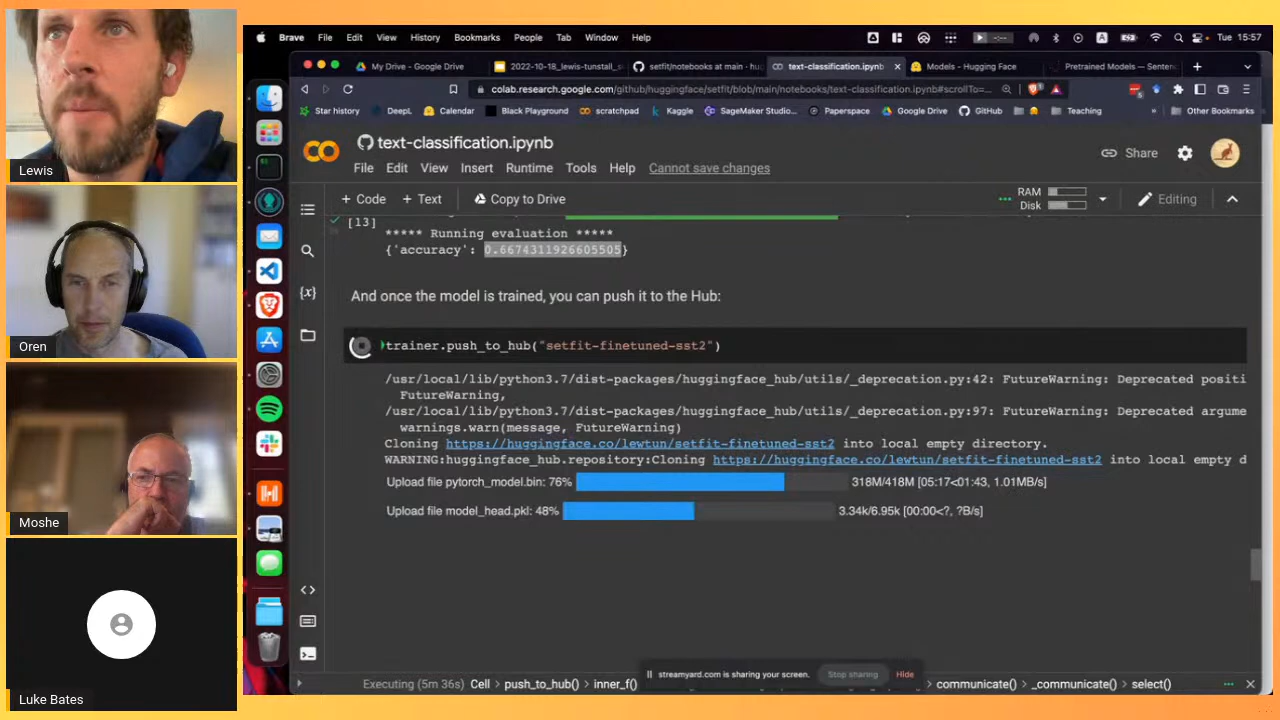 Lewis
Oren
Moshe
Luke Bates
Brave File Edit View History Bookmarks People Tab Window Help
Tue 15:57
My Drive - Google Drive
2022-10-18_lewis-tunstall_s
setfit/notebooks at main · hu
text-classification.ipynb
Models - Hugging Face
Pretrained Models — Senten
colab.research.google.com/github/huggingface/setfit/blob/main/notebooks/text-classification.ipynb#scrollTo=...
Star history DeepL Calendar Black Playground scratchpad Kaggle SageMaker Studio... Paperspace Google Drive GitHub Teaching » Other Bookmarks
text-classification.ipynb
Share
File Edit View Insert Runtime Tools Help Cannot save changes
+ Code + Text Copy to Drive
RAM
Disk
Editing
[13]
***** Running evaluation *****
{'accuracy': 0.6674311926605505}
And once the model is trained, you can push it to the Hub:
trainer.push_to_hub("setfit-finetuned-sst2")
/usr/local/lib/python3.7/dist-packages/huggingface_hub/utils/_deprecation.py:42: FutureWarning: Deprecated positi
FutureWarning,
/usr/local/lib/python3.7/dist-packages/huggingface_hub/utils/_deprecation.py:97: FutureWarning: Deprecated argume
warnings.warn(message, FutureWarning)
Cloning https://huggingface.co/lewtun/setfit-finetuned-sst2 into local empty directory.
WARNING:huggingface_hub.repository:Cloning https://huggingface.co/lewtun/setfit-finetuned-sst2 into local empty d
Upload file pytorch_model.bin: 76% 318M/418M [05:17<01:43, 1.01MB/s]
Upload file model_head.pkl: 48% 3.34k/6.95k [00:00<?, ?B/s]
{x}
<>
streamyard.com is sharing your screen. Stop sharing Hide
Executing (5m 36s) Cell > push_to_hub() > inner_f() > communicate() > _communicate() > select()